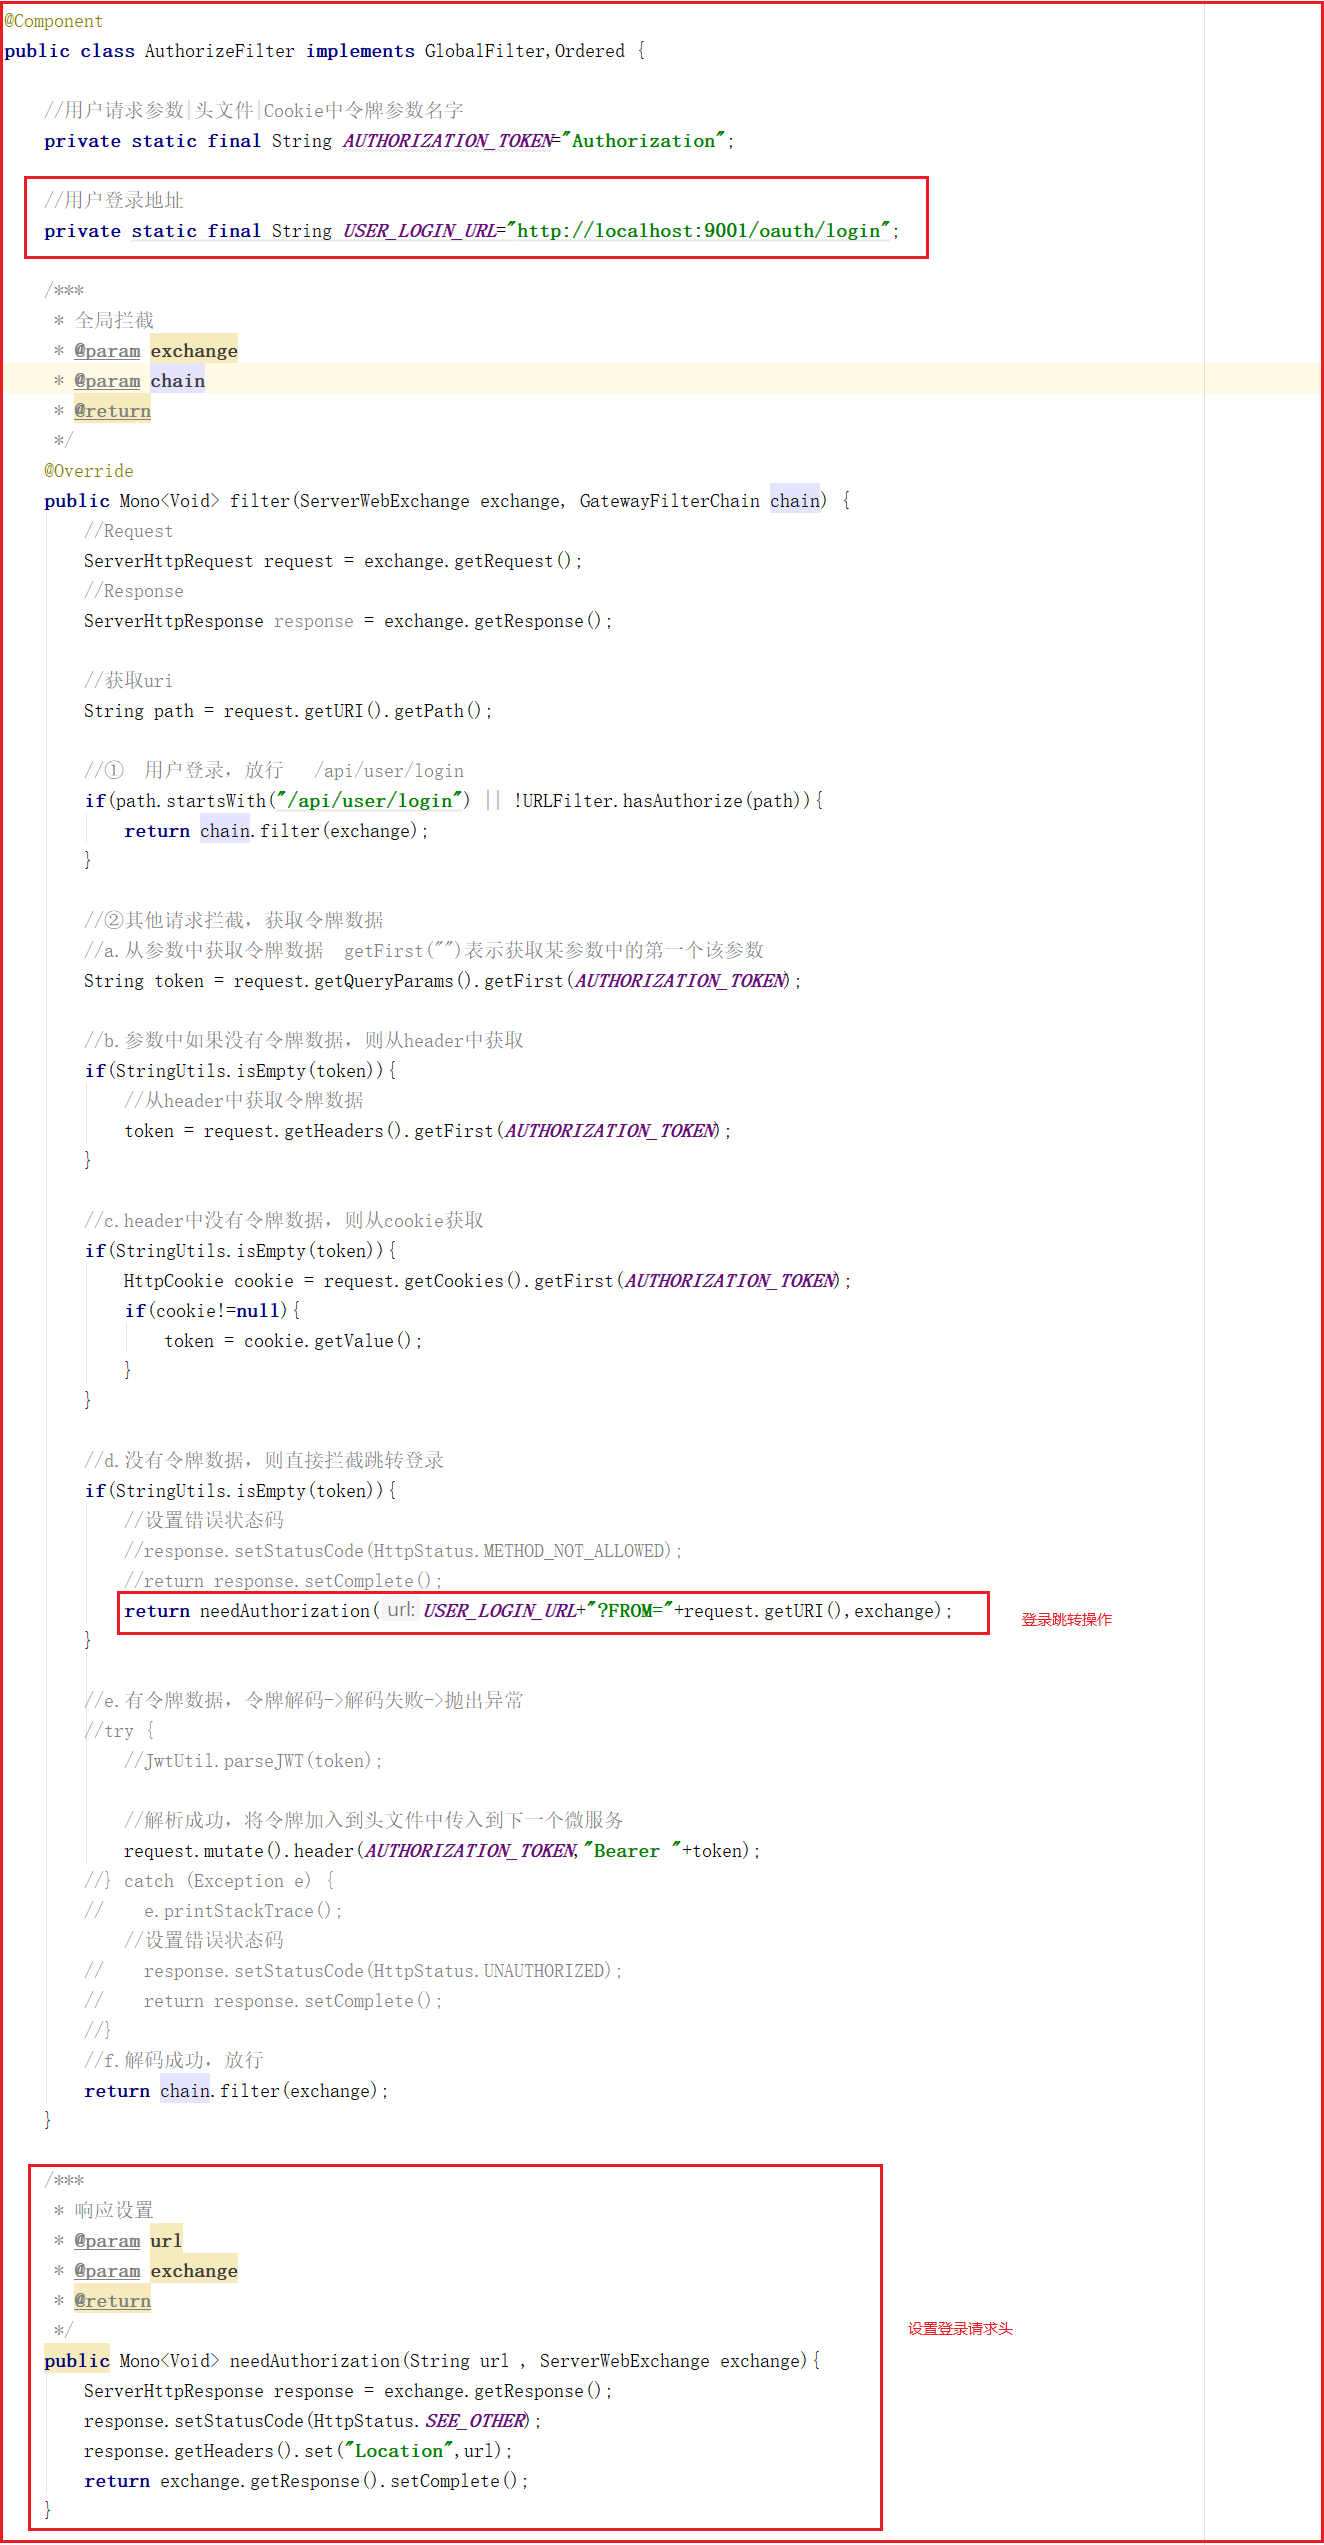 @Component
public class AuthorizeFilter implements GlobalFilter,Ordered {
//用户请求参数|头文件|Cookie中令牌参数名字
private static final String AUTHORIZATION_TOKEN="Authorization";
//用户登录地址
private static final String USER_LOGIN_URL="http://localhost:9001/oauth/login";
/***
* 全局拦截
* @param exchange
* @param chain
* @return
*/
@Override
public Mono<Void> filter(ServerWebExchange exchange, GatewayFilterChain chain) {
//Request
ServerHttpRequest request = exchange.getRequest();
//Response
ServerHttpResponse response = exchange.getResponse();
//获取uri
String path = request.getURI().getPath();
//① 用户登录，放行 /api/user/login
if(path.startsWith("/api/user/login") || !URLFilter.hasAuthorize(path)){
return chain.filter(exchange);
}
//②其他请求拦截，获取令牌数据
//a.从参数中获取令牌数据 getFirst("")表示获取某参数中的第一个该参数
String token = request.getQueryParams().getFirst(AUTHORIZATION_TOKEN);
//b.参数中如果没有令牌数据，则从header中获取
if(StringUtils.isEmpty(token)){
//从header中获取令牌数据
token = request.getHeaders().getFirst(AUTHORIZATION_TOKEN);
}
//c.header中没有令牌数据，则从cookie获取
if(StringUtils.isEmpty(token)){
HttpCookie cookie = request.getCookies().getFirst(AUTHORIZATION_TOKEN);
if(cookie!=null){
token = cookie.getValue();
}
}
//d.没有令牌数据，则直接拦截跳转登录
if(StringUtils.isEmpty(token)){
//设置错误状态码
//response.setStatusCode(HttpStatus.METHOD_NOT_ALLOWED);
//return response.setComplete();
return needAuthorization( url: USER_LOGIN_URL+"?FROM="+request.getURI(),exchange);
登录跳转操作
}
//e.有令牌数据，令牌解码->解码失败->抛出异常
//try {
//JwtUtil.parseJWT(token);
//解析成功，将令牌加入到头文件中传入到下一个微服务
request.mutate().header(AUTHORIZATION_TOKEN,"Bearer "+token);
//} catch (Exception e) {
// e.printStackTrace();
//设置错误状态码
// response.setStatusCode(HttpStatus.UNAUTHORIZED);
// return response.setComplete();
//}
//f.解码成功，放行
return chain.filter(exchange);
}
/***
* 响应设置
* @param url
* @param exchange
* @return
*/
设置登录请求头
public Mono<Void> needAuthorization(String url , ServerWebExchange exchange){
ServerHttpResponse response = exchange.getResponse();
response.setStatusCode(HttpStatus.SEE_OTHER);
response.getHeaders().set("Location",url);
return exchange.getResponse().setComplete();
}